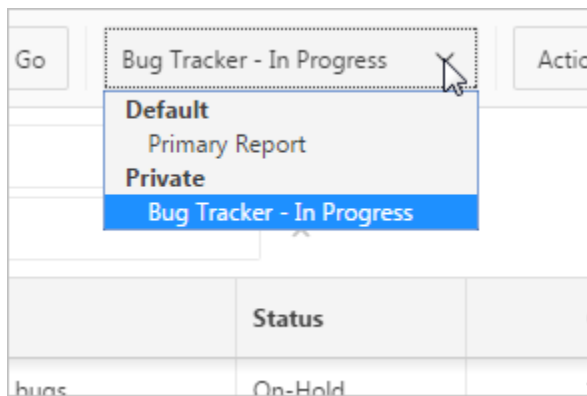 Go
Bug Tracker - In Progress
Actio
Default
Primary Report
Private
Bug Tracker - In Progress
Status
bugs
On-Hold